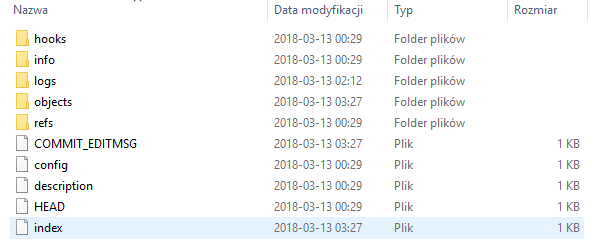 Nazwa Data modyfikacji Typ Rozmiar
hooks 2018-03-13 00:29 Folder plików
info 2018-03-13 00:29 Folder plików
logs 2018-03-13 02:12 Folder plików
objects 2018-03-13 03:27 Folder plików
refs 2018-03-13 00:29 Folder plików
COMMIT_EDITMSG 2018-03-13 03:27 Plik 1 KB
config 2018-03-13 00:29 Plik 1 KB
description 2018-03-13 00:29 Plik 1 KB
HEAD 2018-03-13 00:29 Plik 1 KB
index 2018-03-13 03:27 Plik 1 KB